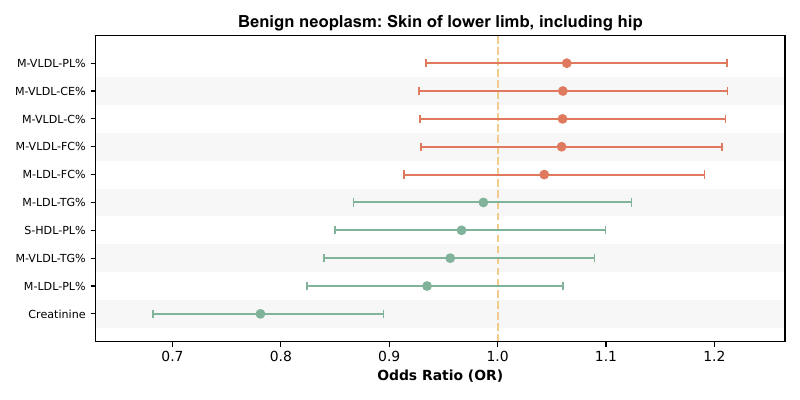 Benign neoplasm: Skin of lower limb, including hip
M-VLDL-PL%
M-VLDL-CE%
M-VLDL-C%
M-VLDL-FC%
M-LDL-FC%
M-LDL-TG%
S-HDL-PL%
M-VLDL-TG%
M-LDL-PL%
Creatinine
0.7 0.8 0.9 1.0 1.1 1.2
Odds Ratio (OR)